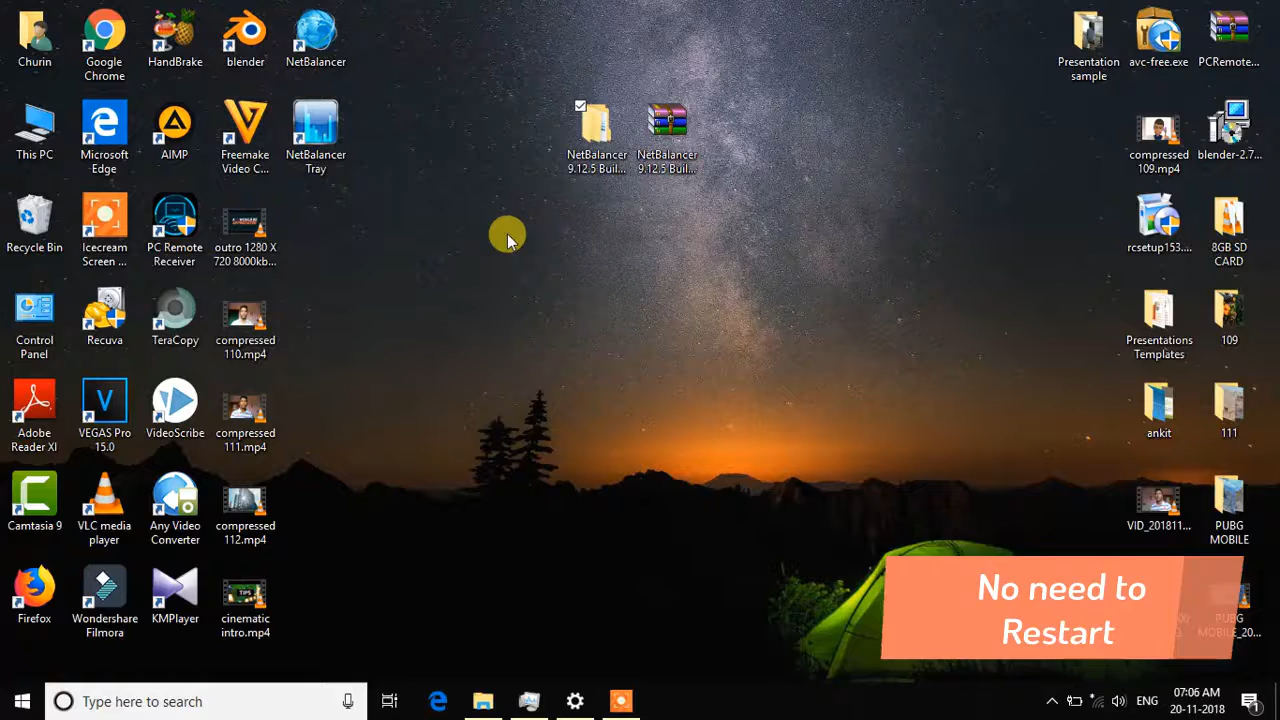 Churin
Google
Chrome
HandBrake
blender
NetBalancer
This PC
Microsoft
Edge
AIMP
Freemake
Video C...
NetBalancer
Tray
Recycle Bin
Icecream
Screen ...
PC Remote
Receiver
outro 1280 X
720 8000kb...
Control
Panel
Recuva
TeraCopy
compressed
110.mp4
Adobe
Reader XI
VEGAS Pro
15.0
VideoScribe
compressed
111.mp4
Camtasia 9
VLC media
player
Any Video
Converter
compressed
112.mp4
Firefox
Wondershare
Filmora
KMPlayer
TIPS
cinematic
intro.mp4
NetBalancer
9.12.5 Buil...
NetBalancer
9.12.5 Buil...
Presentation
sample
avc-free.exe
PCRemote...
compressed
109.mp4
blender-2.7...
rcsetup153....
8GB SD
CARD
Presentations
Templates
109
ankit
111
VID_201811...
PUBG
MOBILE
PUBG
MOBILE_20...
No need to
Restart
Type here to search
ENG
07:06 AM
20-11-2018
1